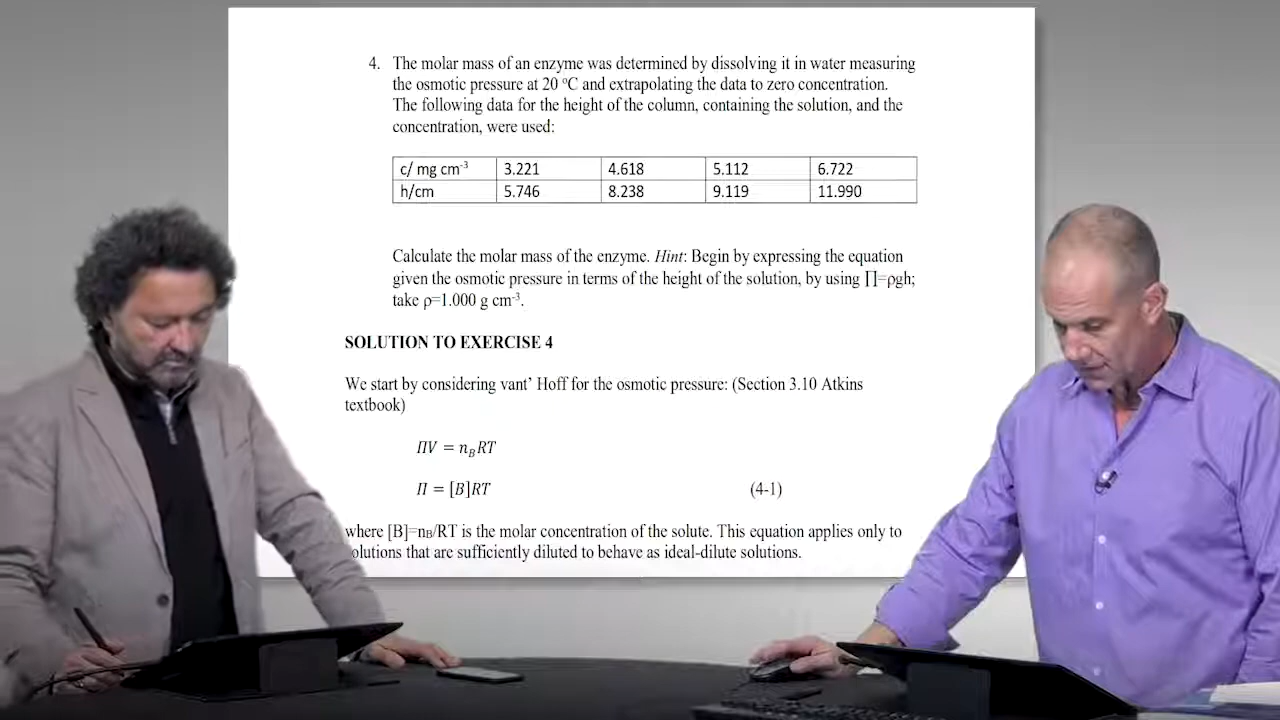 4. The molar mass of an enzyme was determined by dissolving it in water measuring
the osmotic pressure at 20 °C and extrapolating the data to zero concentration.
The following data for the height of the column, containing the solution, and the
concentration, were used:
c/ mg cm⁻³ 3.221 4.618 5.112 6.722
h/cm 5.746 8.238 9.119 11.990
Calculate the molar mass of the enzyme. Hint: Begin by expressing the equation
given the osmotic pressure in terms of the height of the solution, by using ∏=ρgh;
take ρ=1.000 g cm⁻³.
SOLUTION TO EXERCISE 4
We start by considering vant’ Hoff for the osmotic pressure: (Section 3.10 Atkins
textbook)
ΠV = n_B RT
Π = [B]RT (4-1)
where [B]=n_B/RT is the molar concentration of the solute. This equation applies only to
olutions that are sufficiently diluted to behave as ideal-dilute solutions.